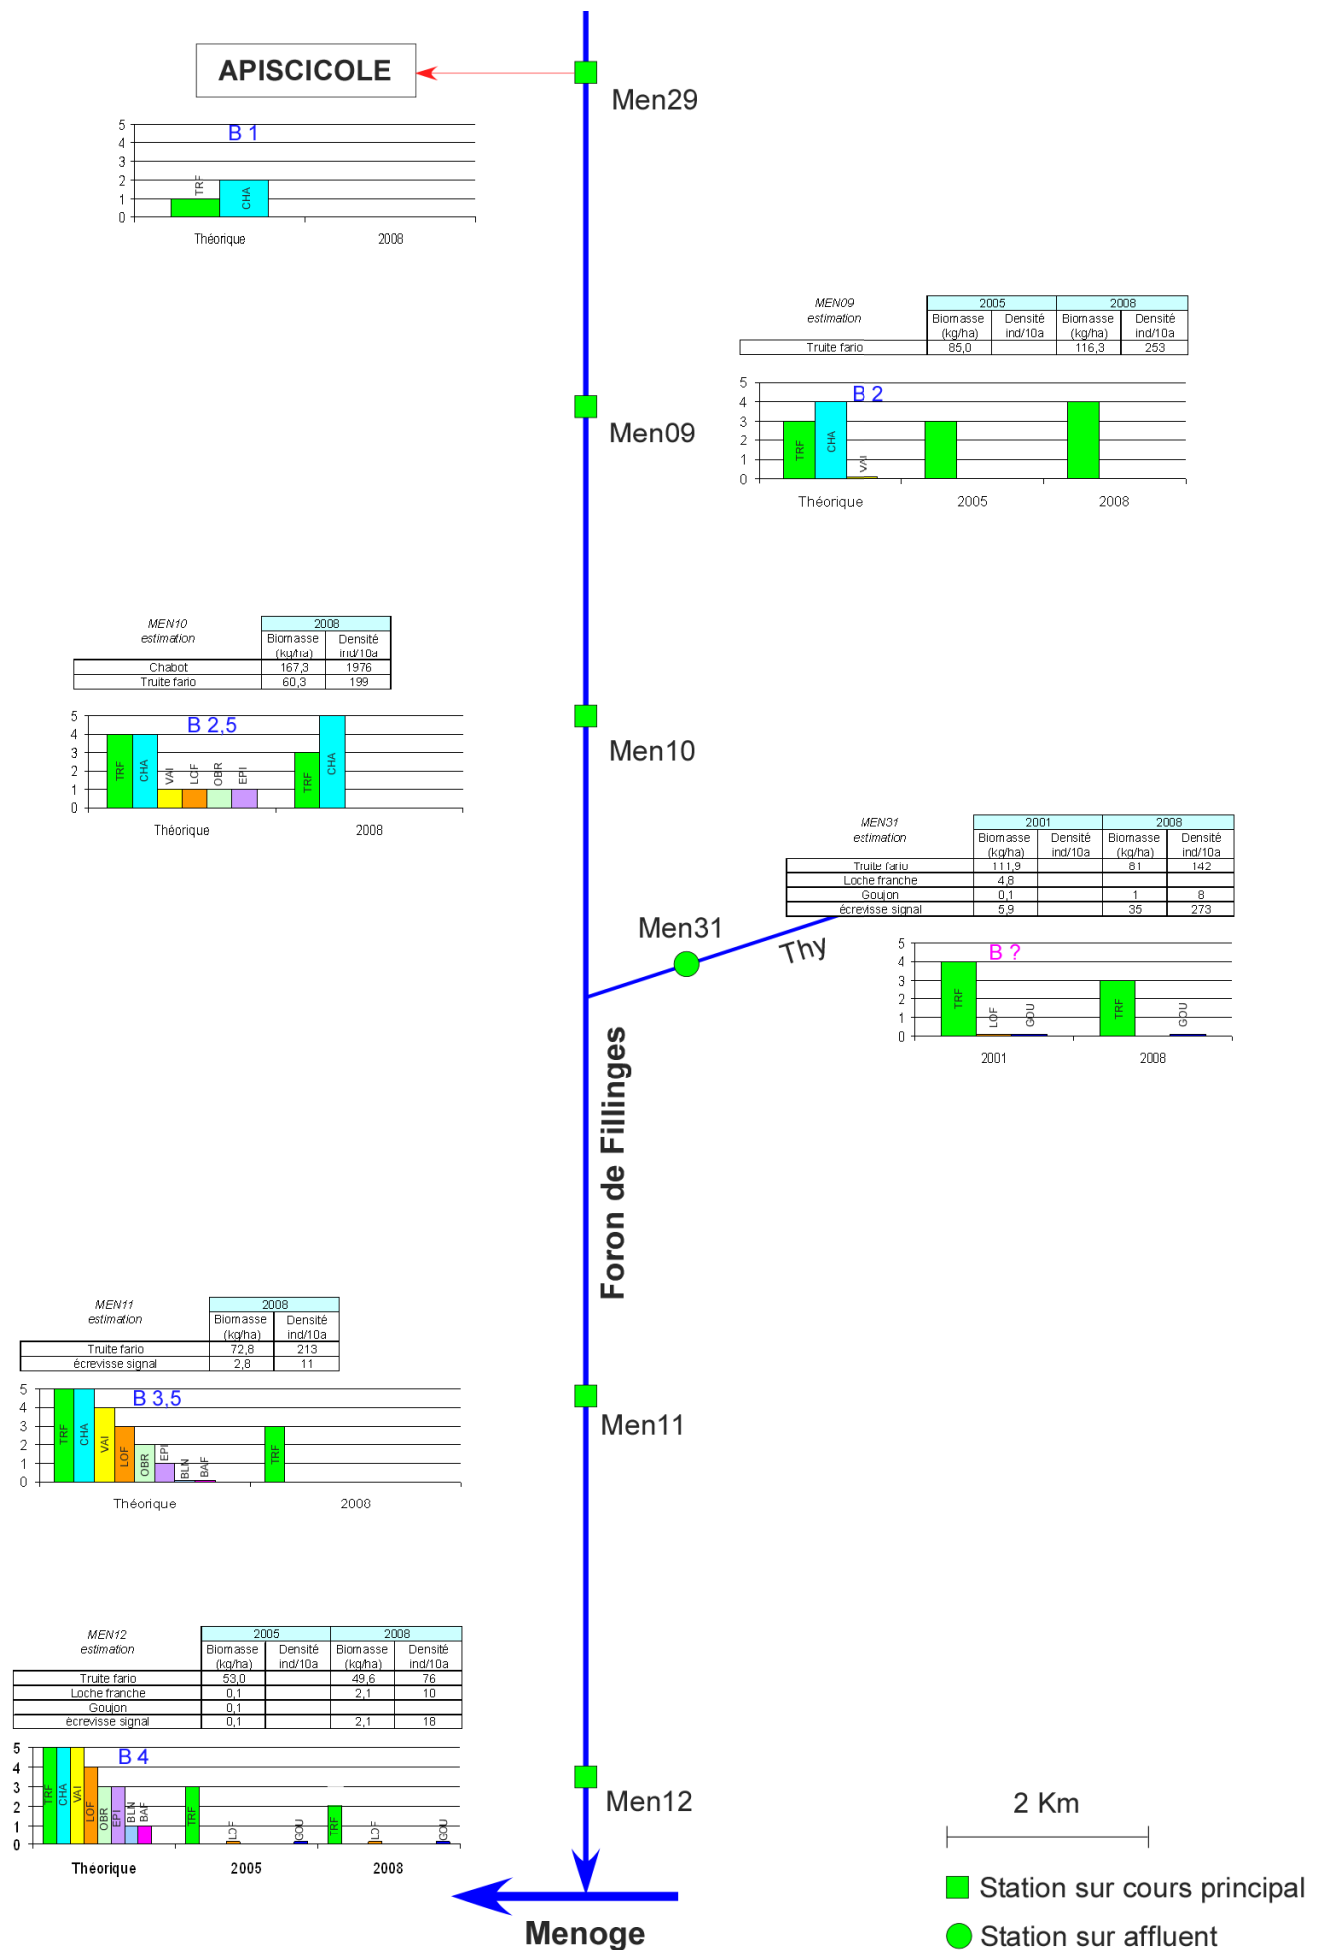 APISCICOLE
Men29
5
4
3
2
1
0
B 1
TRF
CHA
Théorique
2008
MEN09
estimation
2005
2008
Biomasse (kg/ha)
Densité ind/10a
Biomasse (kg/ha)
Densité ind/10a
Truite fario 85,0 116,3 253
Men09
5
4
3
2
1
0
B 2
TRF
CHA
VAI
Théorique
2005
2008
MEN10
estimation
2008
Biomasse (kg/ha)
Densité ind/10a
Chabot 167,3 1976
Truite fario 60,3 199
Men10
5
4
3
2
1
0
B 2,5
TRF
CHA
VAI
LOF
OBR
EPI
TRF
CHA
Théorique
2008
MEN31
estimation
2001
2008
Biomasse (kg/ha)
Densité ind/10a
Biomasse (kg/ha)
Densité ind/10a
Truite fario 111,9 81 142
Loche franche 4,8
Goujon 0,1 1 8
écrevisse signal 5,9 35 273
Men31
Thy
5
4
3
2
1
0
B ?
TRF
LOF
GOU
TRF
GOU
2001
2008
Foron de Fillinges
MEN11
estimation
2008
Biomasse (kg/ha)
Densité ind/10a
Truite fario 72,8 213
écrevisse signal 2,8 11
Men11
5
4
3
2
1
0
B 3,5
TRF
CHA
VAI
LOF
OBR
EPI
BLN
BAF
TRF
Théorique
2008
MEN12
estimation
2005
2008
Biomasse (kg/ha)
Densité ind/10a
Biomasse (kg/ha)
Densité ind/10a
Truite fario 53,0 49,6 76
Loche franche 0,1 2,1 10
Goujon 0,1
écrevisse signal 0,1 2,1 18
Men12
5
4
3
2
1
0
B 4
TRF
CHA
VAI
LOF
OBR
EPI
BLN
BAF
TRF
LOF
GOU
TRF
LOF
GOU
Théorique
2005
2008
2 Km
Station sur cours principal
Station sur affluent
Menoge